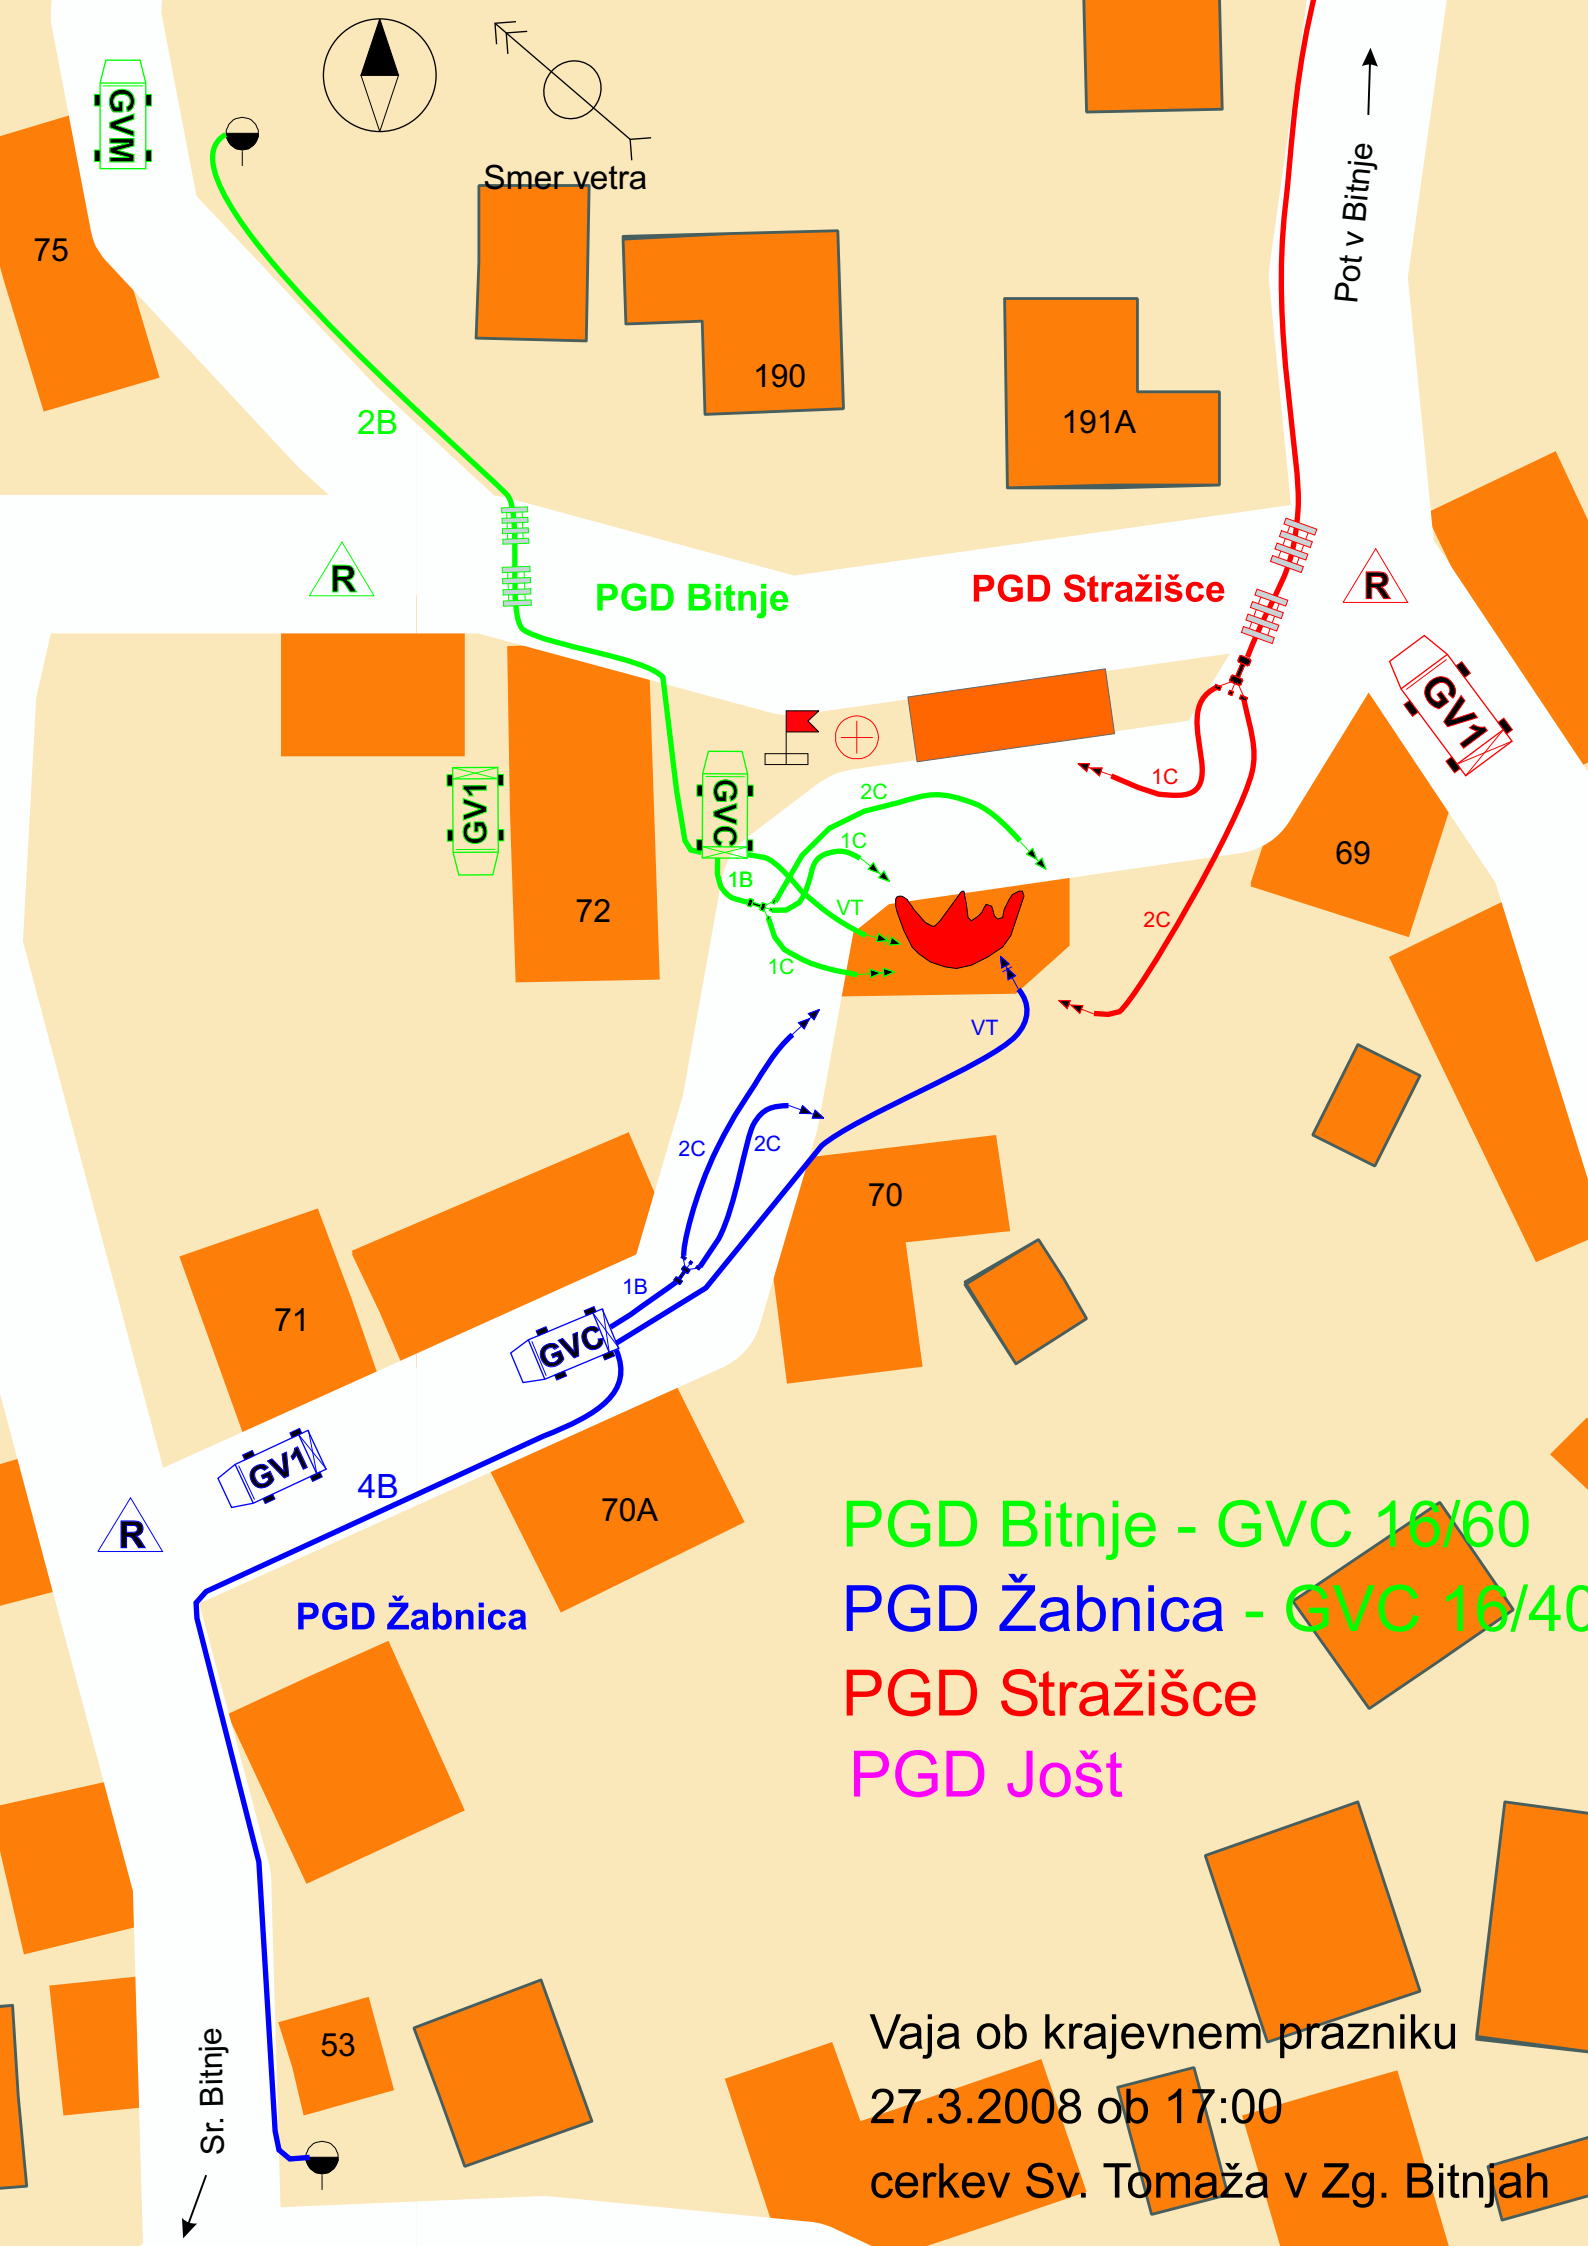 GVM
Smer vetra
75
2B
190
191A
Pot v Bitnje
R
PGD Bitnje
PGD Stražišce
R
GV1
GV1
GVC
72
69
2C
1C
1B
VT
1C
1C
2C
VT
2C
2C
70
71
1B
GVC
GV1
4B
70A
R
PGD Žabnica
PGD Bitnje - GVC 16/60
PGD Žabnica - GVC 16/40
PGD Stražišce
PGD Jošt
53
Sr. Bitnje
Vaja ob krajevnem prazniku
27.3.2008 ob 17:00
cerkev Sv. Tomaža v Zg. Bitnjah